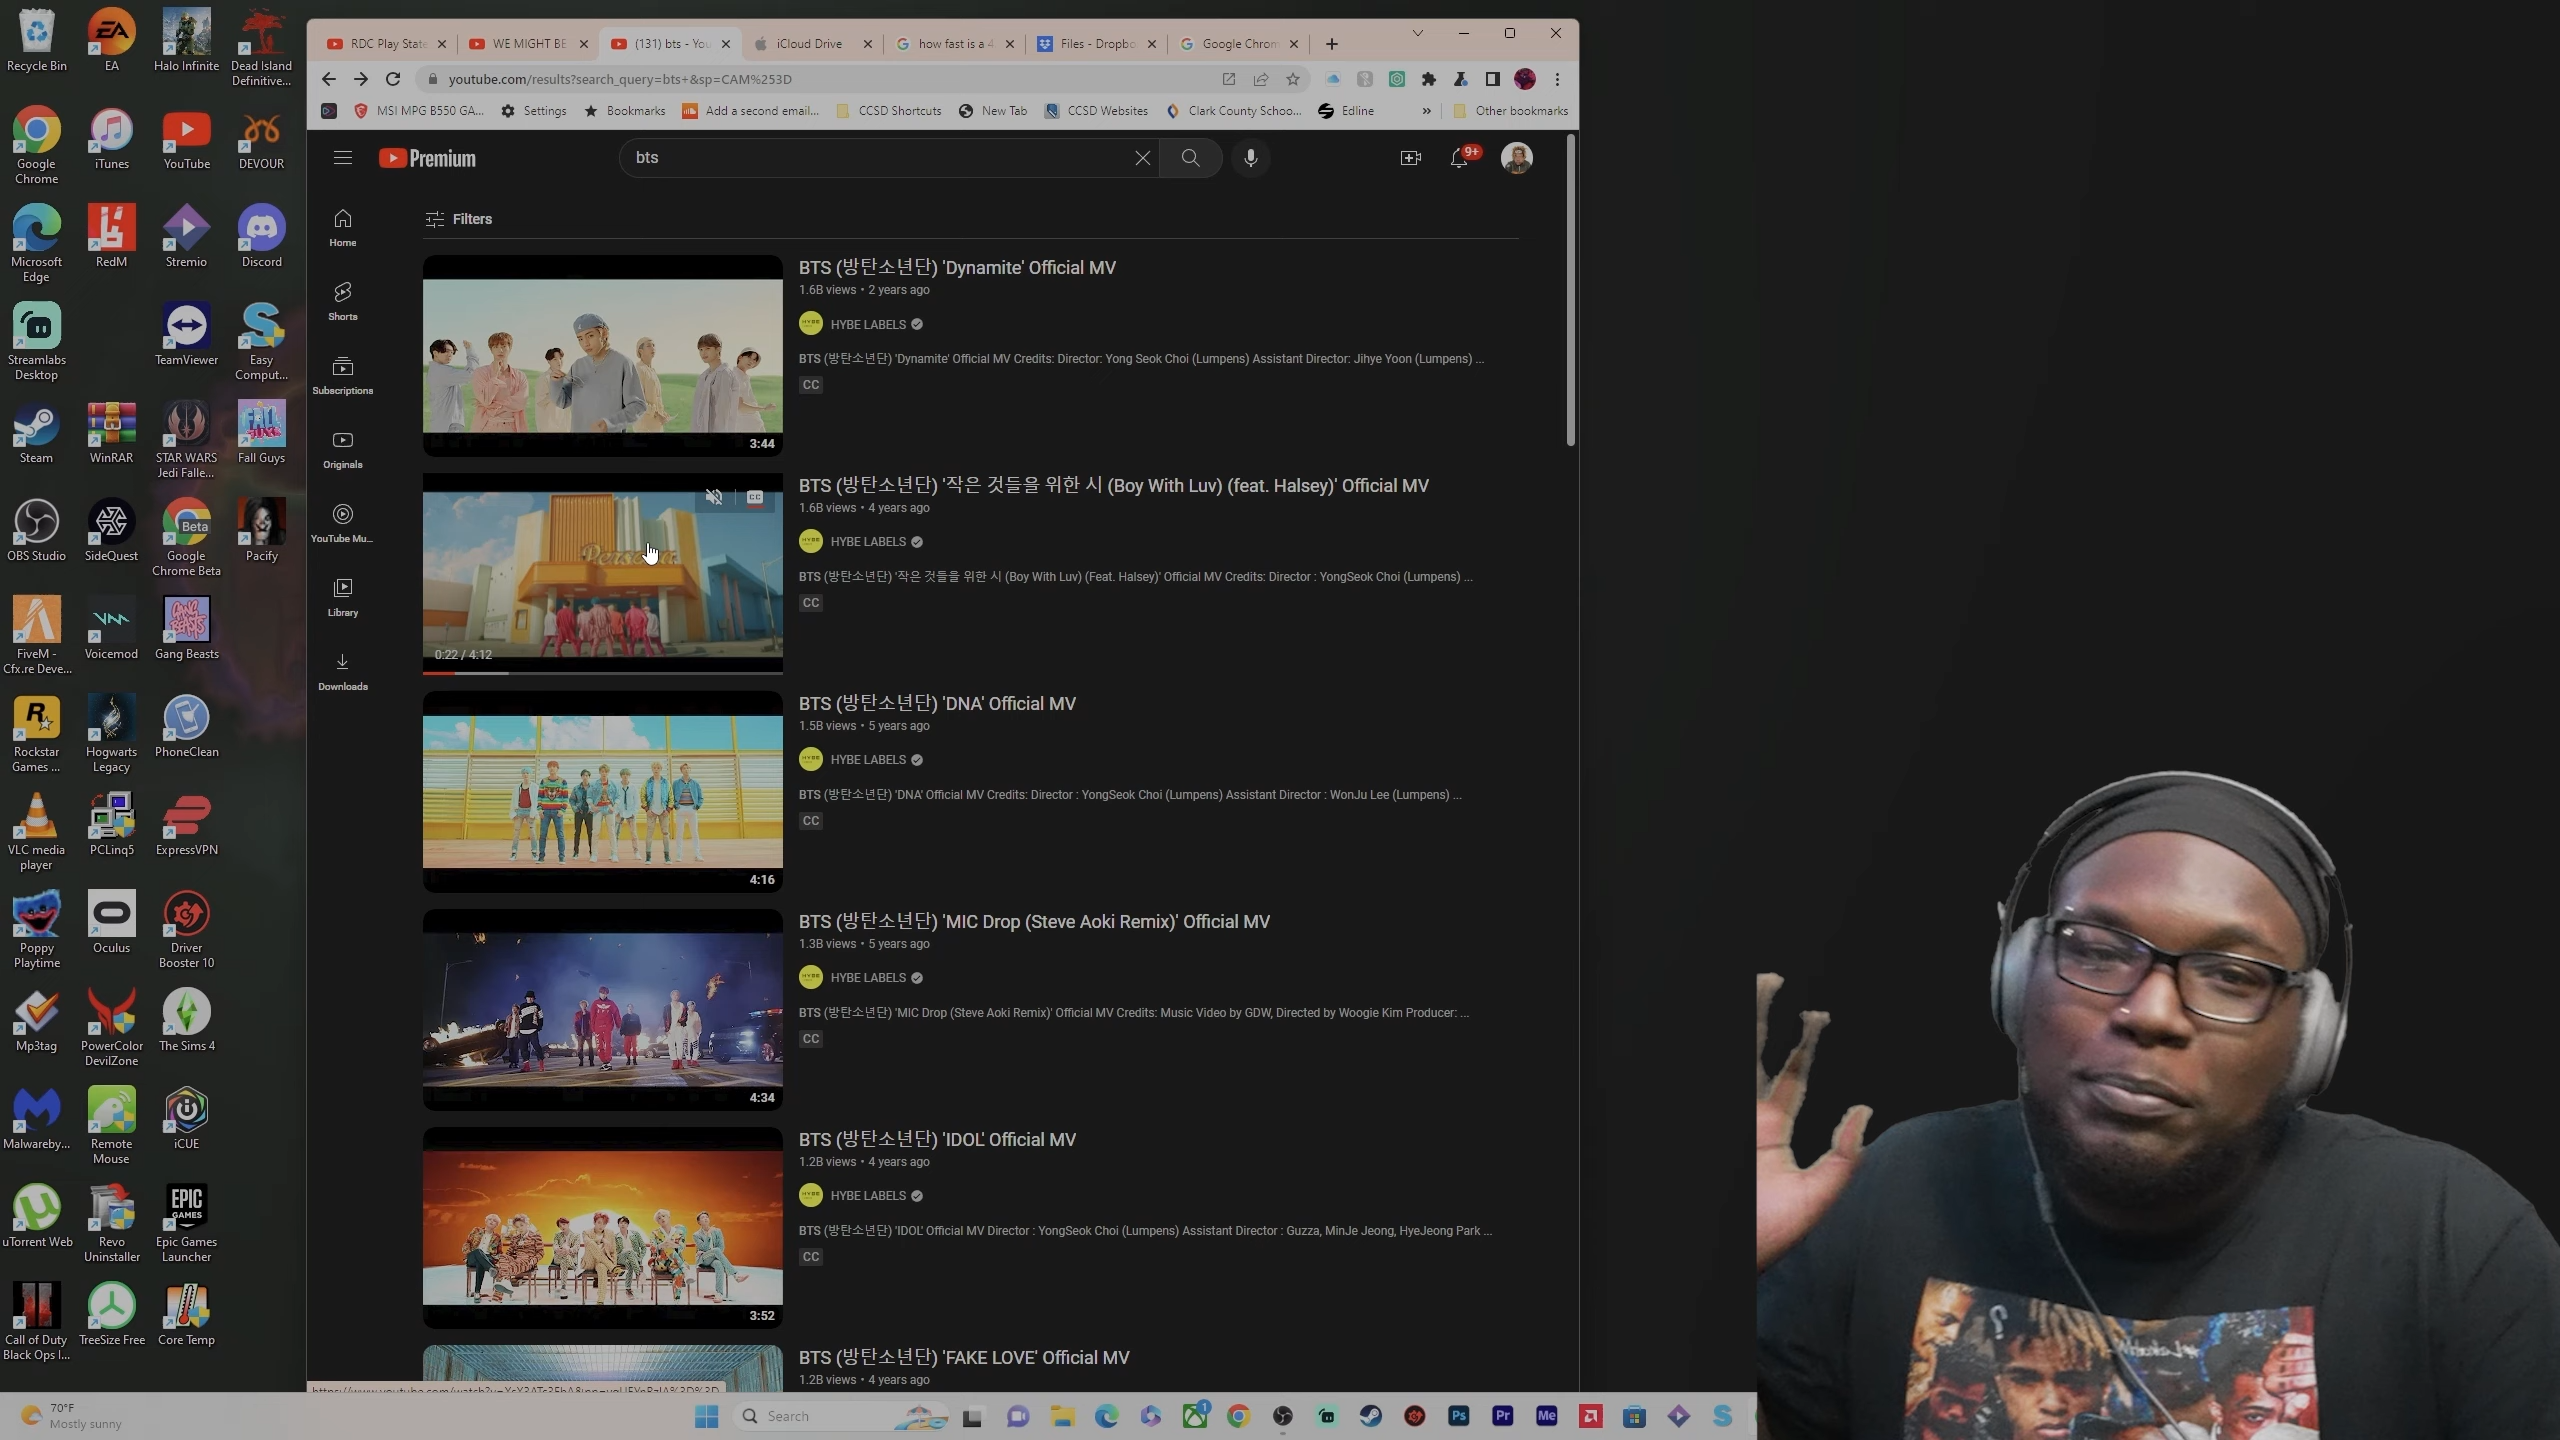 Recycle Bin
EA
Halo Infinite
Dead Island
Definitive...
Google
Chrome
iTunes
YouTube
DEVOUR
Microsoft
Edge
RedM
Stremio
Discord
Streamlabs
Desktop
TeamViewer
Easy
Comput...
Steam
WinRAR
STAR WARS
Jedi Falle...
Fall Guys
OBS Studio
SideQuest
Beta
Google
Chrome Beta
Pacify
FiveM -
Cfx.re Deve...
Voicemod
Gang Beasts
Rockstar
Games ...
Hogwarts
Legacy
PhoneClean
VLC media
player
PCLinq5
ExpressVPN
Poppy
Playtime
Oculus
Driver
Booster 10
Mp3tag
PowerColor
DevilZone
The Sims 4
Malwareby...
Remote
Mouse
iCUE
uTorrent Web
Revo
Uninstaller
EPIC
GAMES
Epic Games
Launcher
Call of Duty
Black Ops I...
TreeSize Free
Core Temp
RDC Play State
WE MIGHT BE
(131) bts - You
iCloud Drive
how fast is a 4
Files - Dropbo
Google Chrom
youtube.com/results?search_query=bts+&sp=CAM%253D
MSI MPG B550 GA...
Settings
Bookmarks
Add a second email...
CCSD Shortcuts
New Tab
CCSD Websites
Clark County Schoo...
Edline
»
Other bookmarks
Premium
bts
9+
Home
Shorts
Subscriptions
Originals
YouTube Mu...
Library
Downloads
Filters
BTS (방탄소년단) 'Dynamite' Official MV
1.6B views • 2 years ago
HYBE LABELS
BTS (방탄소년단) 'Dynamite' Official MV Credits: Director: Yong Seok Choi (Lumpens) Assistant Director: Jihye Yoon (Lumpens) ...
CC
3:44
BTS (방탄소년단) '작은 것들을 위한 시 (Boy With Luv) (feat. Halsey)' Official MV
1.6B views • 4 years ago
HYBE LABELS
BTS (방탄소년단) '작은 것들을 위한 시 (Boy With Luv) (Feat. Halsey)' Official MV Credits: Director : YongSeok Choi (Lumpens) ...
CC
CC
Persona
0:22 / 4:12
BTS (방탄소년단) 'DNA' Official MV
1.5B views • 5 years ago
HYBE LABELS
BTS (방탄소년단) 'DNA' Official MV Credits: Director : YongSeok Choi (Lumpens) Assistant Director : WonJu Lee (Lumpens) ...
CC
4:16
BTS (방탄소년단) 'MIC Drop (Steve Aoki Remix)' Official MV
1.3B views • 5 years ago
HYBE LABELS
BTS (방탄소년단) 'MIC Drop (Steve Aoki Remix)' Official MV Credits: Music Video by GDW, Directed by Woogie Kim Producer: ...
CC
4:34
BTS (방탄소년단) 'IDOL' Official MV
1.2B views • 4 years ago
HYBE LABELS
BTS (방탄소년단) 'IDOL' Official MV Director : YongSeok Choi (Lumpens) Assistant Director : Guzza, MinJe Jeong, HyeJeong Park ...
CC
3:52
BTS (방탄소년단) 'FAKE LOVE' Official MV
1.2B views • 4 years ago
70°F
Mostly sunny
Search
1
Ps
Pr
Me